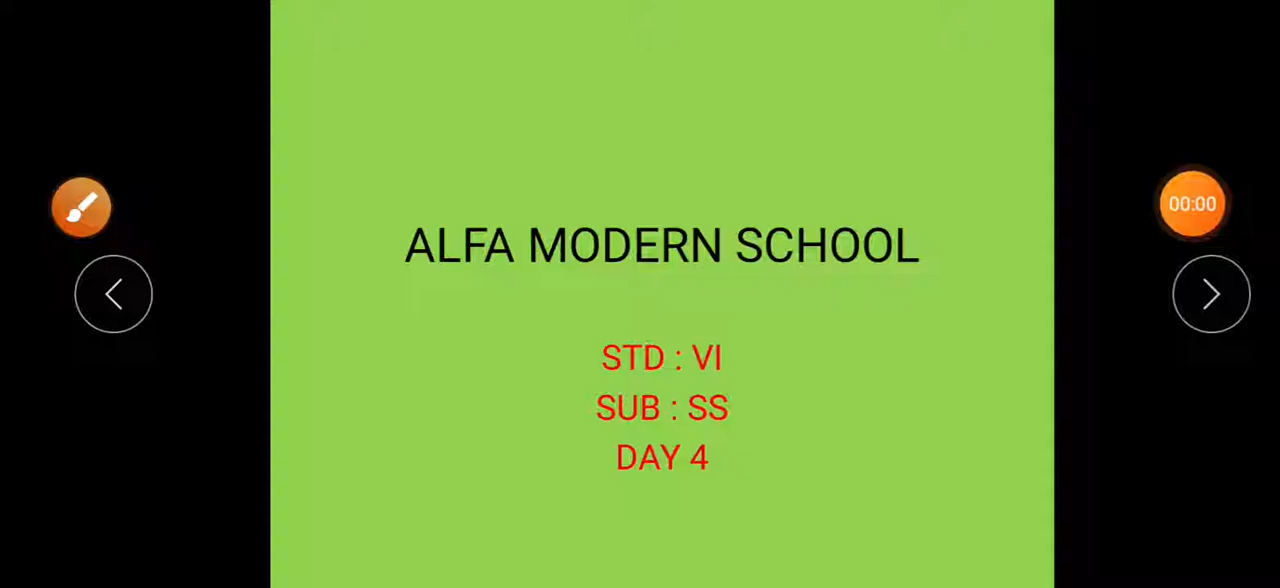 ALFA MODERN SCHOOL
00:00
STD : VI
SUB : SS
DAY 4